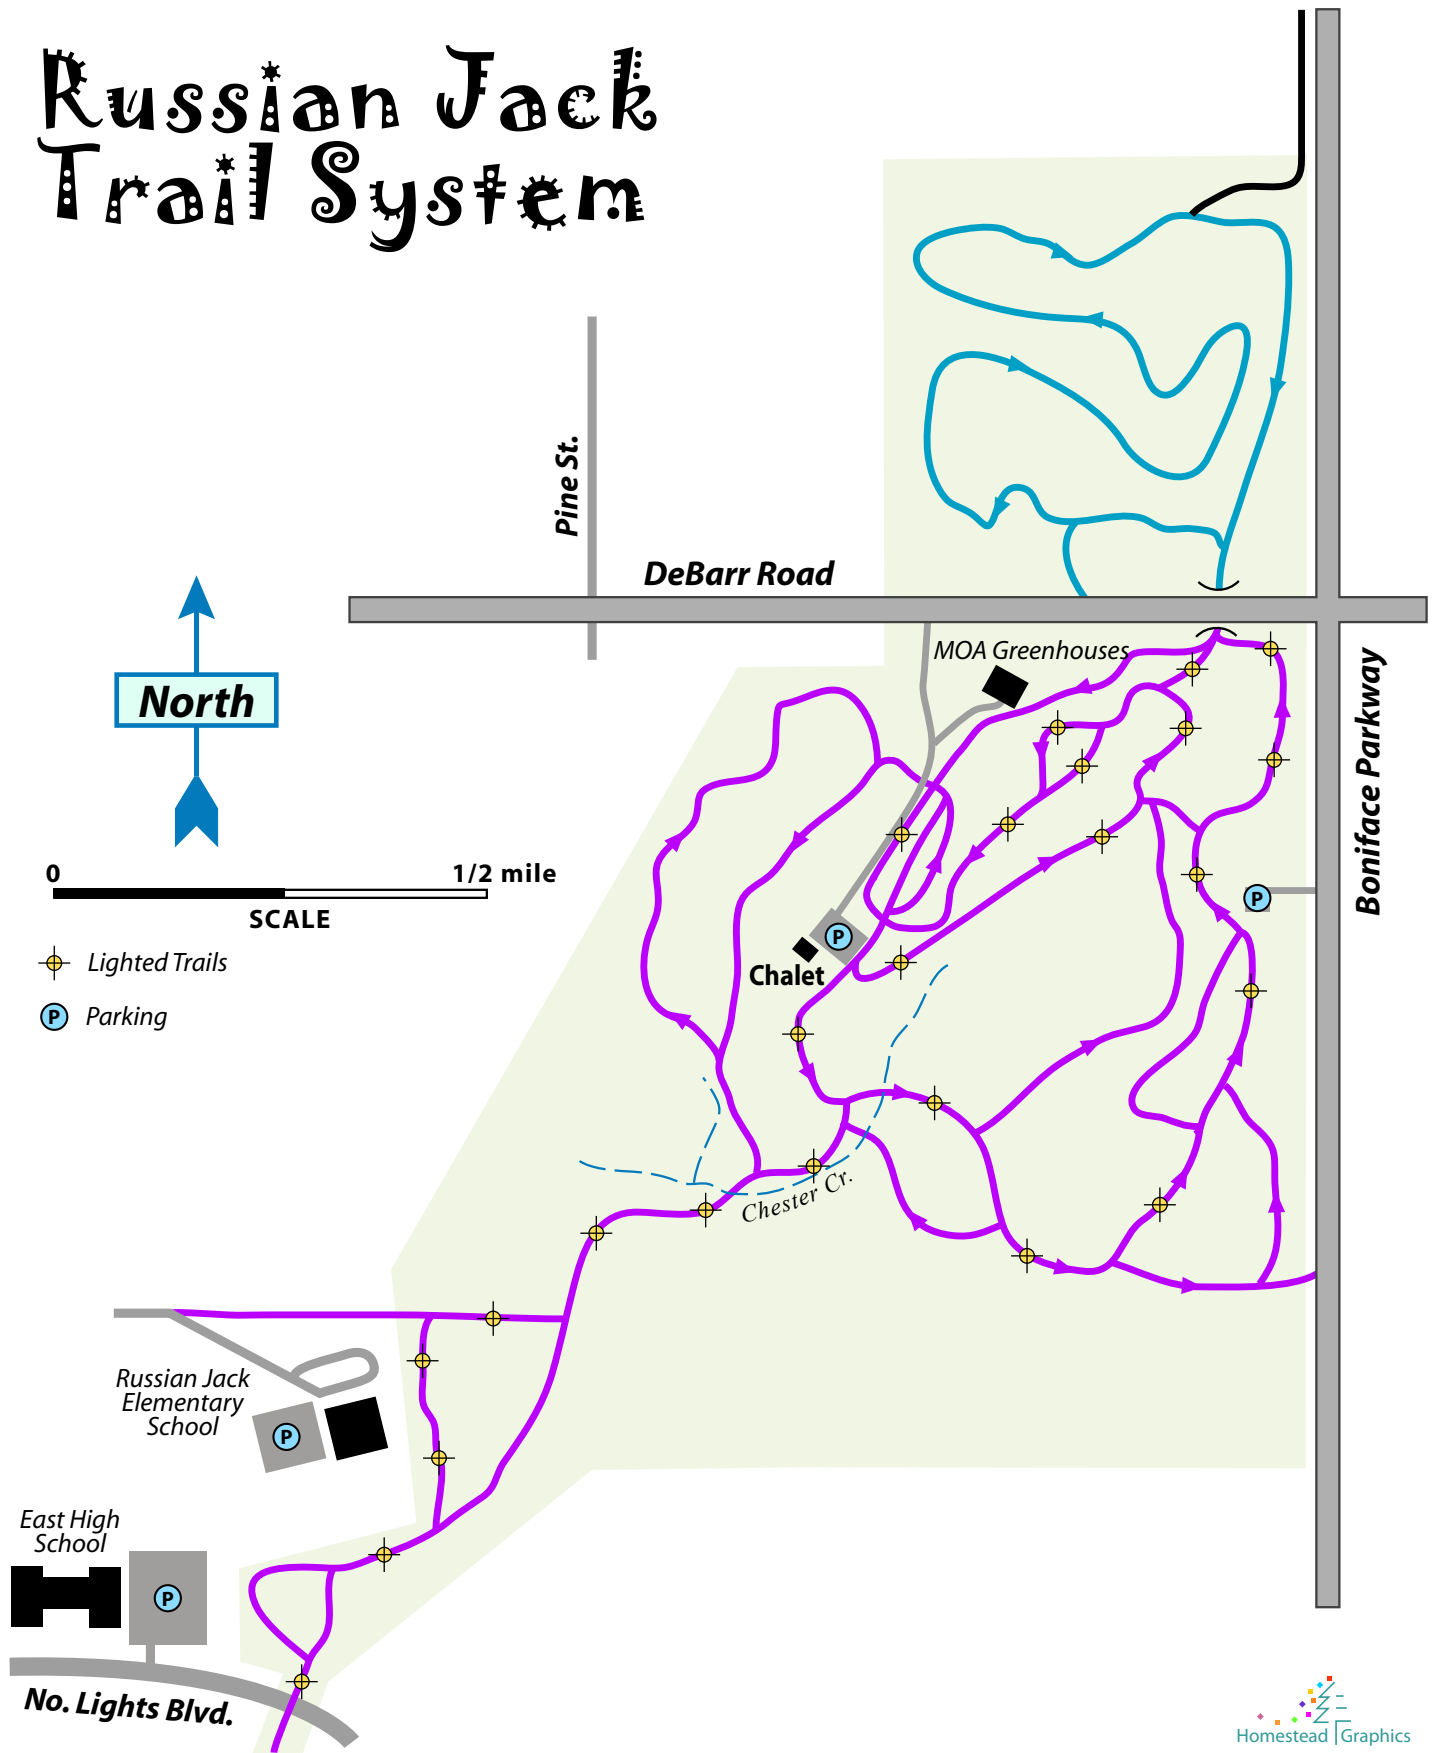 Russian Jack
Trail System
Pine St.
DeBarr Road
MOA Greenhouses
North
Boniface Parkway
0 1/2 mile
SCALE
P
Lighted Trails
P
Chalet
P Parking
Chester Cr.
Russian Jack
Elementary
School
P
East High
School
P
No. Lights Blvd.
Homestead Graphics